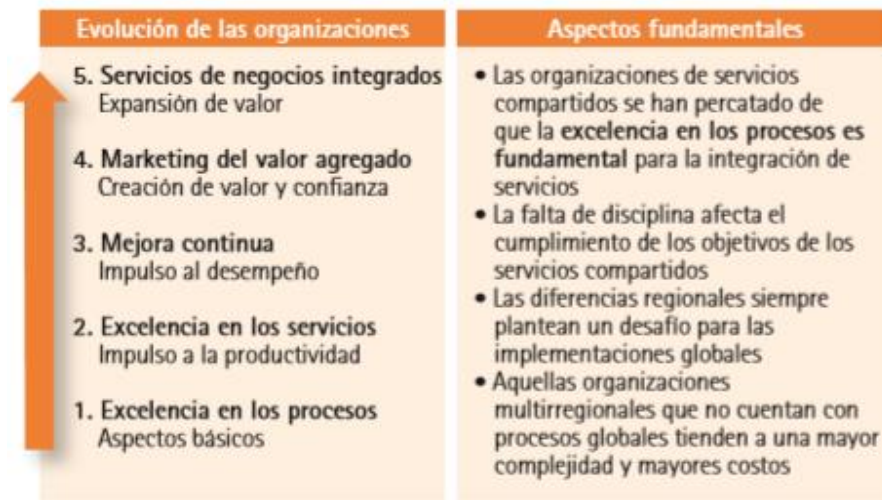 Evolución de las organizaciones
5. Servicios de negocios integrados
Expansión de valor
4. Marketing del valor agregado
Creación de valor y confianza
3. Mejora continua
Impulso al desempeño
2. Excelencia en los servicios
Impulso a la productividad
1. Excelencia en los procesos
Aspectos básicos
Aspectos fundamentales
• Las organizaciones de servicios
compartidos se han percatado de
que la excelencia en los procesos es
fundamental para la integración de
servicios
• La falta de disciplina afecta el
cumplimiento de los objetivos de los
servicios compartidos
• Las diferencias regionales siempre
plantean un desafío para las
implementaciones globales
• Aquellas organizaciones
multirregionales que no cuentan con
procesos globales tienden a una mayor
complejidad y mayores costos